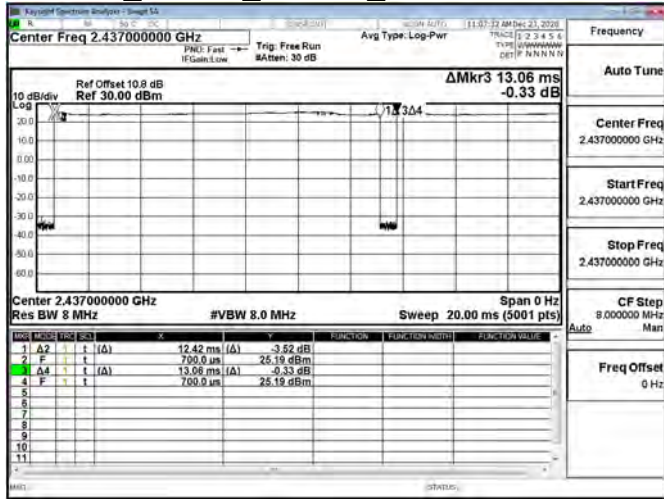 Keysight Spectrum Analyzer - Swept SA
Center Freq 2.437000000 GHz
PNO: Fast
IFGain:Low
Trig: Free Run
#Atten: 30 dB
Avg Type: Log-Pwr
11:07:32 AM Dec 23, 2020
TRACE 1 2 3 4 5 6
TYPE
DET P N N N N N
Frequency
Auto Tune
Center Freq
2.437000000 GHz
Start Freq
2.437000000 GHz
Stop Freq
2.437000000 GHz
CF Step
8.000000 MHz
Auto Man
Freq Offset
0 Hz
Ref Offset 10.8 dB
Ref 30.00 dBm
ΔMkr3 13.06 ms
-0.33 dB
10 dB/div
Log
20.0
10.0
0.00
-10.0
-20.0
-30.0
-40.0
-50.0
-60.0
3Δ4
Center 2.437000000 GHz
Res BW 8 MHz
#VBW 8.0 MHz
Span 0 Hz
Sweep 20.00 ms (5001 pts)
MKR MODE TRC SCL X Y FUNCTION FUNCTION WIDTH FUNCTION VALUE
1 Δ2 1 t (Δ) 12.42 ms (Δ) -3.52 dB
2 F 1 t 700.0 us 25.19 dBm
3 Δ4 1 t (Δ) 13.06 ms (Δ) -0.33 dB
4 F 1 t 700.0 us 25.19 dBm
5
6
7
8
9
10
11
MSG
STATUS